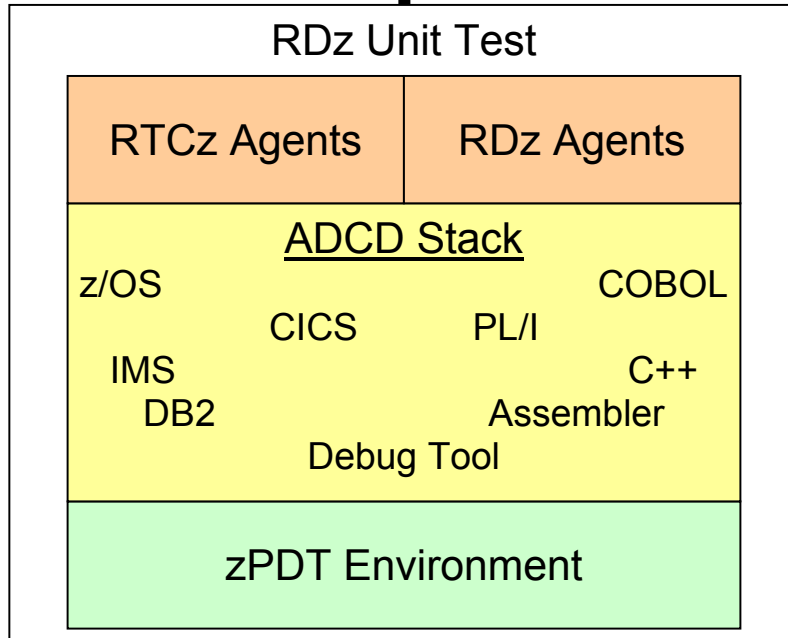 RDz Unit Test
RTCz Agents RDz Agents
ADCD Stack
z/OS COBOL
CICS PL/I
IMS C++
DB2 Assembler
Debug Tool
zPDT Environment